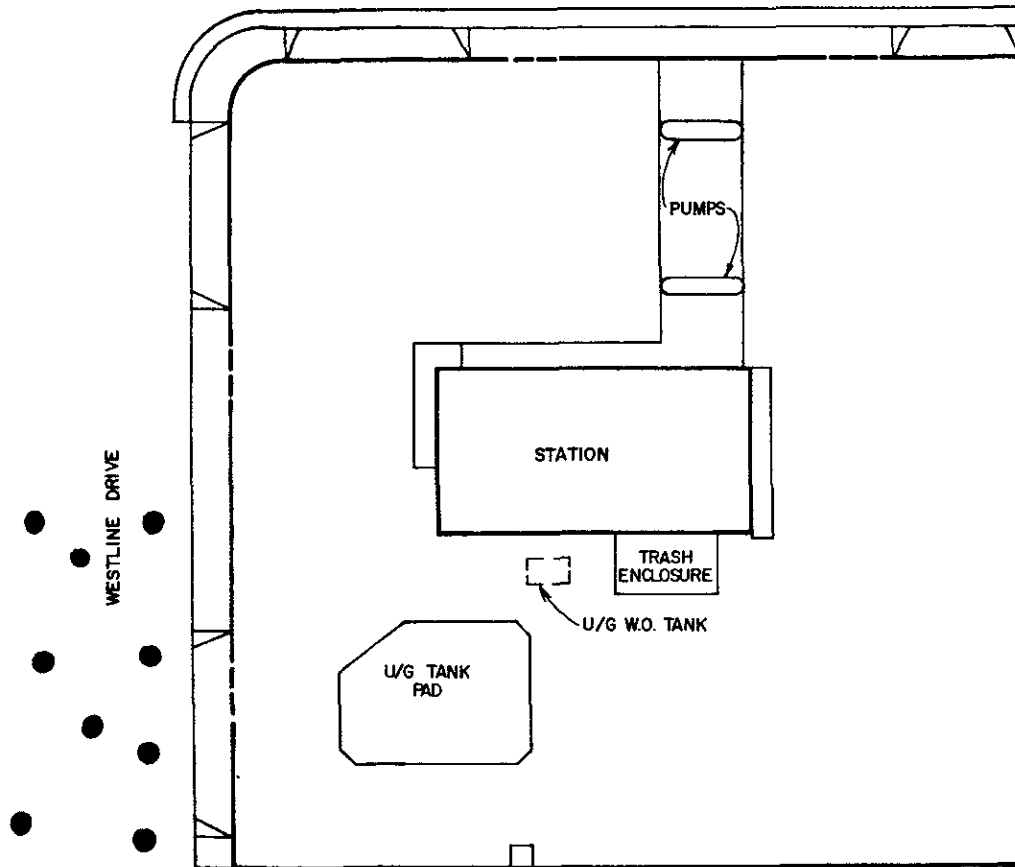 PUMPS
STATION
WESTLINE DRIVE
TRASH
ENCLOSURE
U/G W.O. TANK
U/G TANK
PAD